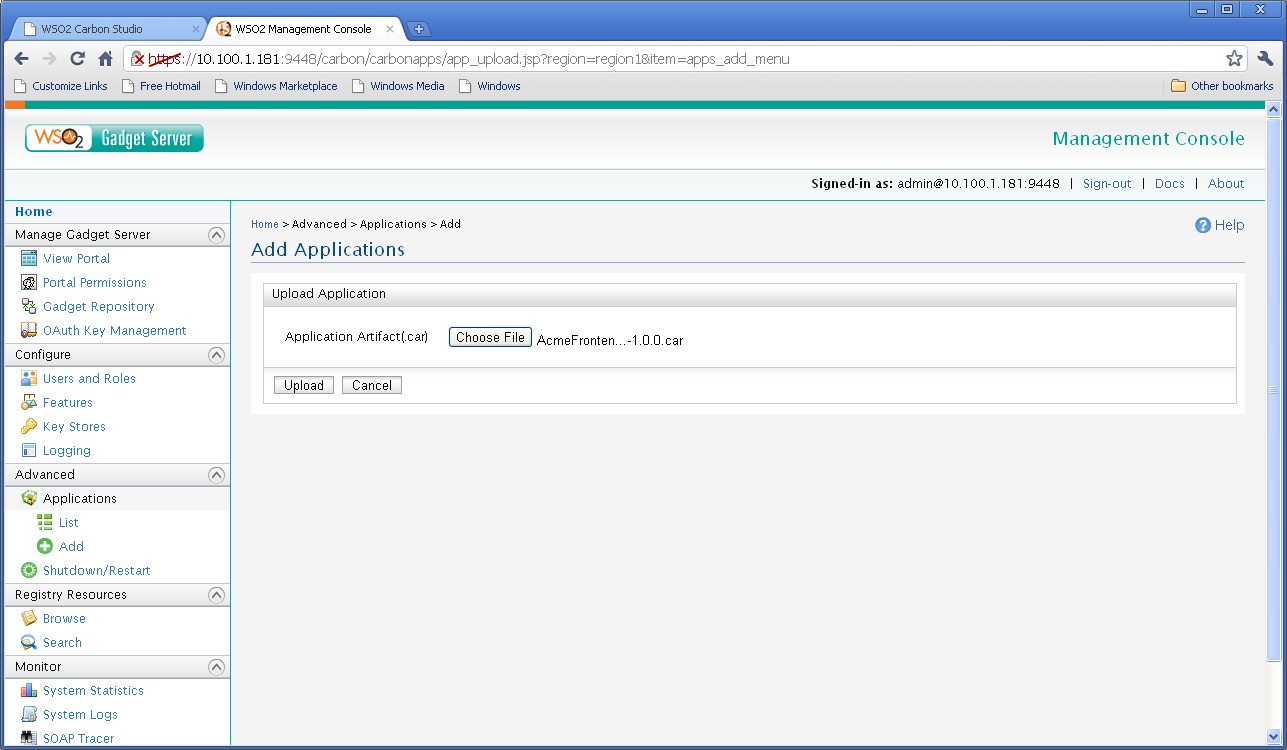 WSO2 Carbon Studio
WSO2 Management Console
https://10.100.1.181:9448/carbon/carbonapps/app_upload.jsp?region=region1&item=apps_add_menu
Customize Links
Free Hotmail
Windows Marketplace
Windows Media
Windows
Other bookmarks
WSO2 Gadget Server
Management Console
Signed-in as: admin@10.100.1.181:9448 | Sign-out | Docs | About
Home
Manage Gadget Server
View Portal
Portal Permissions
Gadget Repository
OAuth Key Management
Configure
Users and Roles
Features
Key Stores
Logging
Advanced
Applications
List
Add
Shutdown/Restart
Registry Resources
Browse
Search
Monitor
System Statistics
System Logs
SOAP Tracer
Home > Advanced > Applications > Add
Help
Add Applications
Upload Application
Application Artifact(.car)
Choose File
AcmeFronten...-1.0.0.car
Upload
Cancel